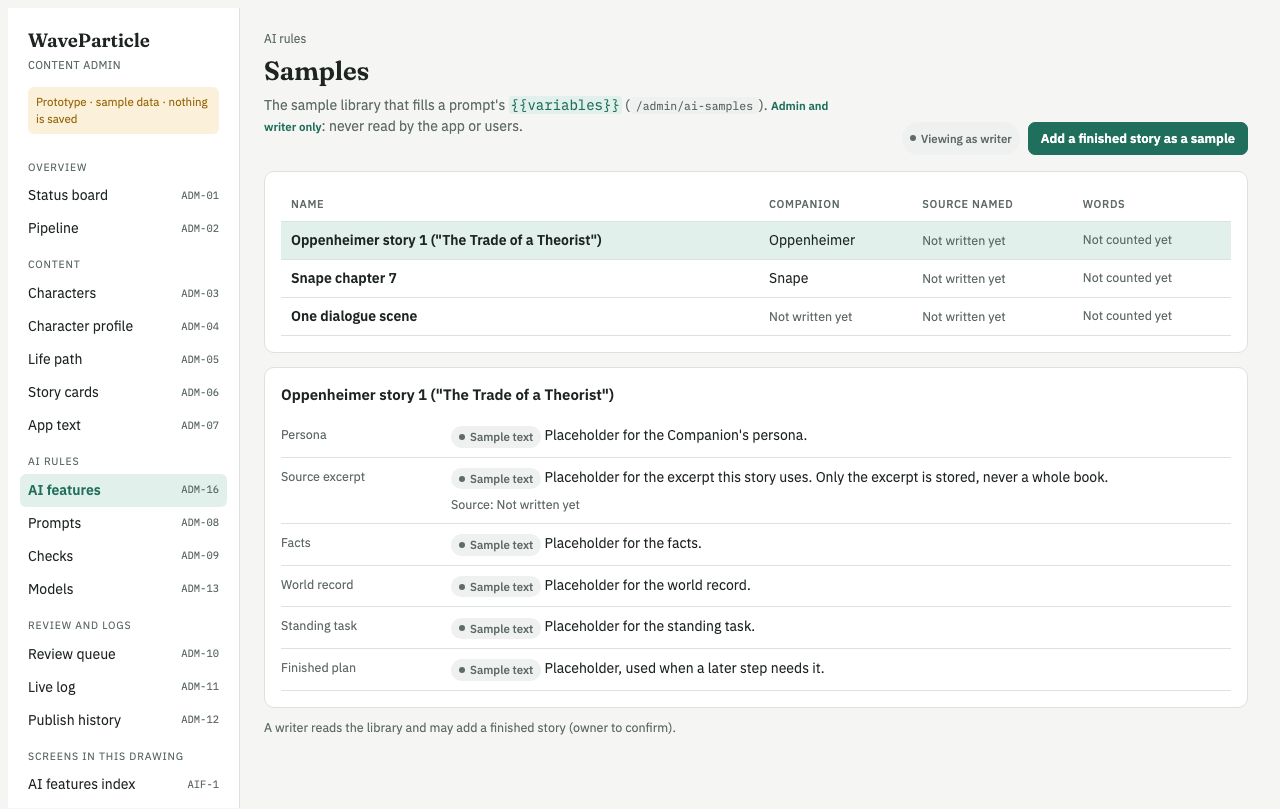 WaveParticle
CONTENT ADMIN
Prototype · sample data · nothing
is saved
OVERVIEW
Status board ADM-01
Pipeline ADM-02
CONTENT
Characters ADM-03
Character profile ADM-04
Life path ADM-05
Story cards ADM-06
App text ADM-07
AI RULES
AI features ADM-16
Prompts ADM-08
Checks ADM-09
Models ADM-13
REVIEW AND LOGS
Review queue ADM-10
Live log ADM-11
Publish history ADM-12
SCREENS IN THIS DRAWING
AI features index AIF-1
AI rules
Samples
The sample library that fills a prompt's {{variables}} ( /admin/ai-samples ). Admin and
writer only: never read by the app or users.
Viewing as writer
Add a finished story as a sample
NAME COMPANION SOURCE NAMED WORDS
Oppenheimer story 1 ("The Trade of a Theorist") Oppenheimer Not written yet Not counted yet
Snape chapter 7 Snape Not written yet Not counted yet
One dialogue scene Not written yet Not written yet Not counted yet
Oppenheimer story 1 ("The Trade of a Theorist")
Persona Sample text Placeholder for the Companion's persona.
Source excerpt Sample text Placeholder for the excerpt this story uses. Only the excerpt is stored, never a whole book.
Source: Not written yet
Facts Sample text Placeholder for the facts.
World record Sample text Placeholder for the world record.
Standing task Sample text Placeholder for the standing task.
Finished plan Sample text Placeholder, used when a later step needs it.
A writer reads the library and may add a finished story (owner to confirm).